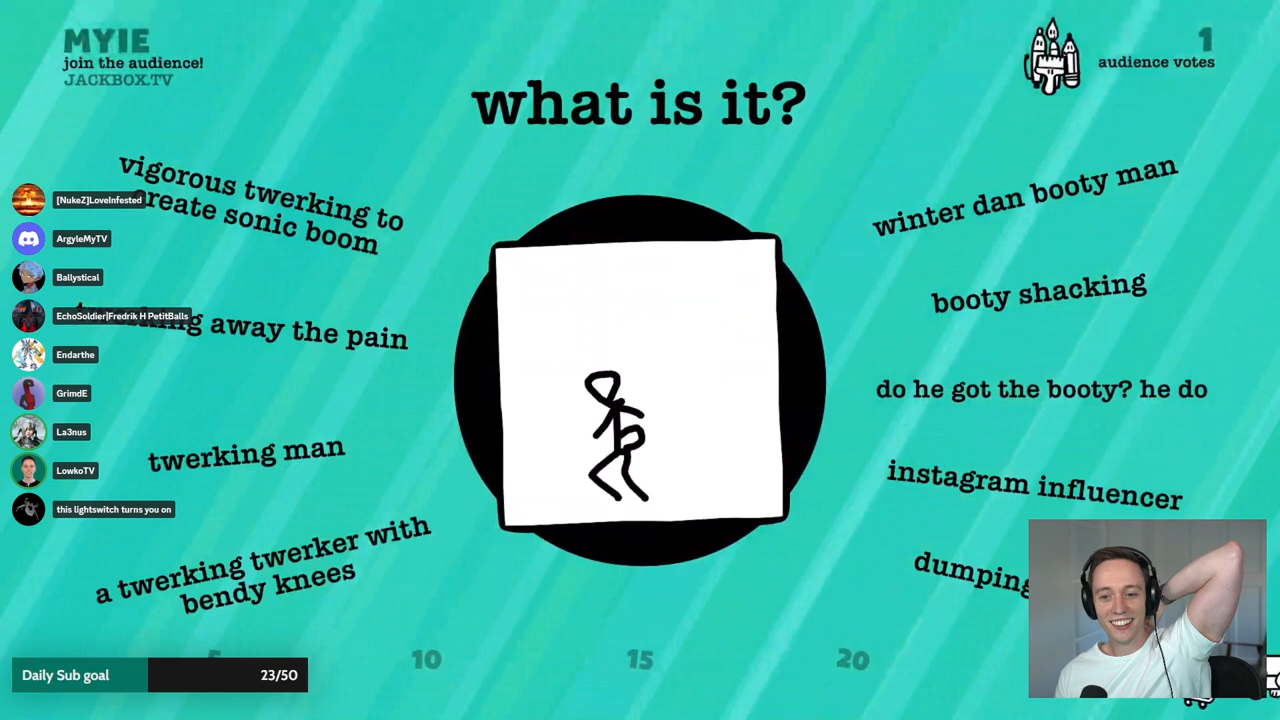 MYIE
join the audience!
JACKBOX.TV
1
audience votes
what is it?
vigorous twerking to
create sonic boom
away the pain
twerking man
a twerking twerker with
bendy knees
winter dan booty man
booty shacking
do he got the booty? he do
instagram influencer
dumping
[NukeZ]LoveInfested
ArgyleMyTV
Ballystical
EchoSoldier|Fredrik H PetitBalls
Endarthe
GrimdE
La3nus
LowkoTV
this lightswitch turns you on
5
10
15
20
Daily Sub goal
23/50